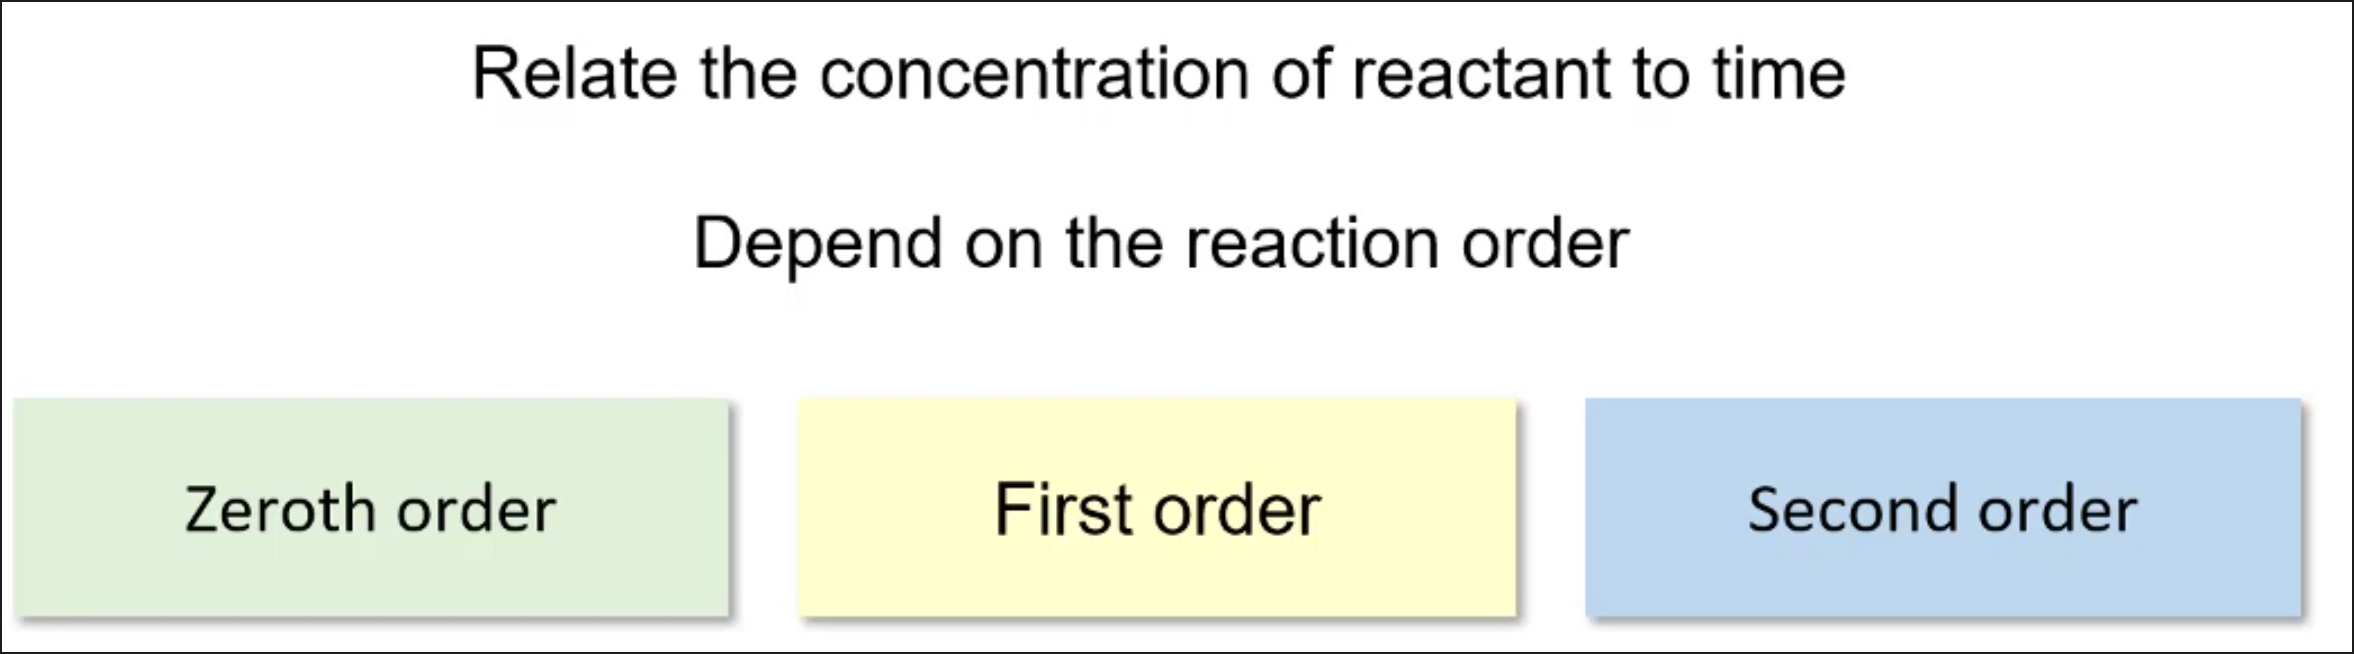 Relate the concentration of reactant to time
Depend on the reaction order
Zeroth order
First order
Second order